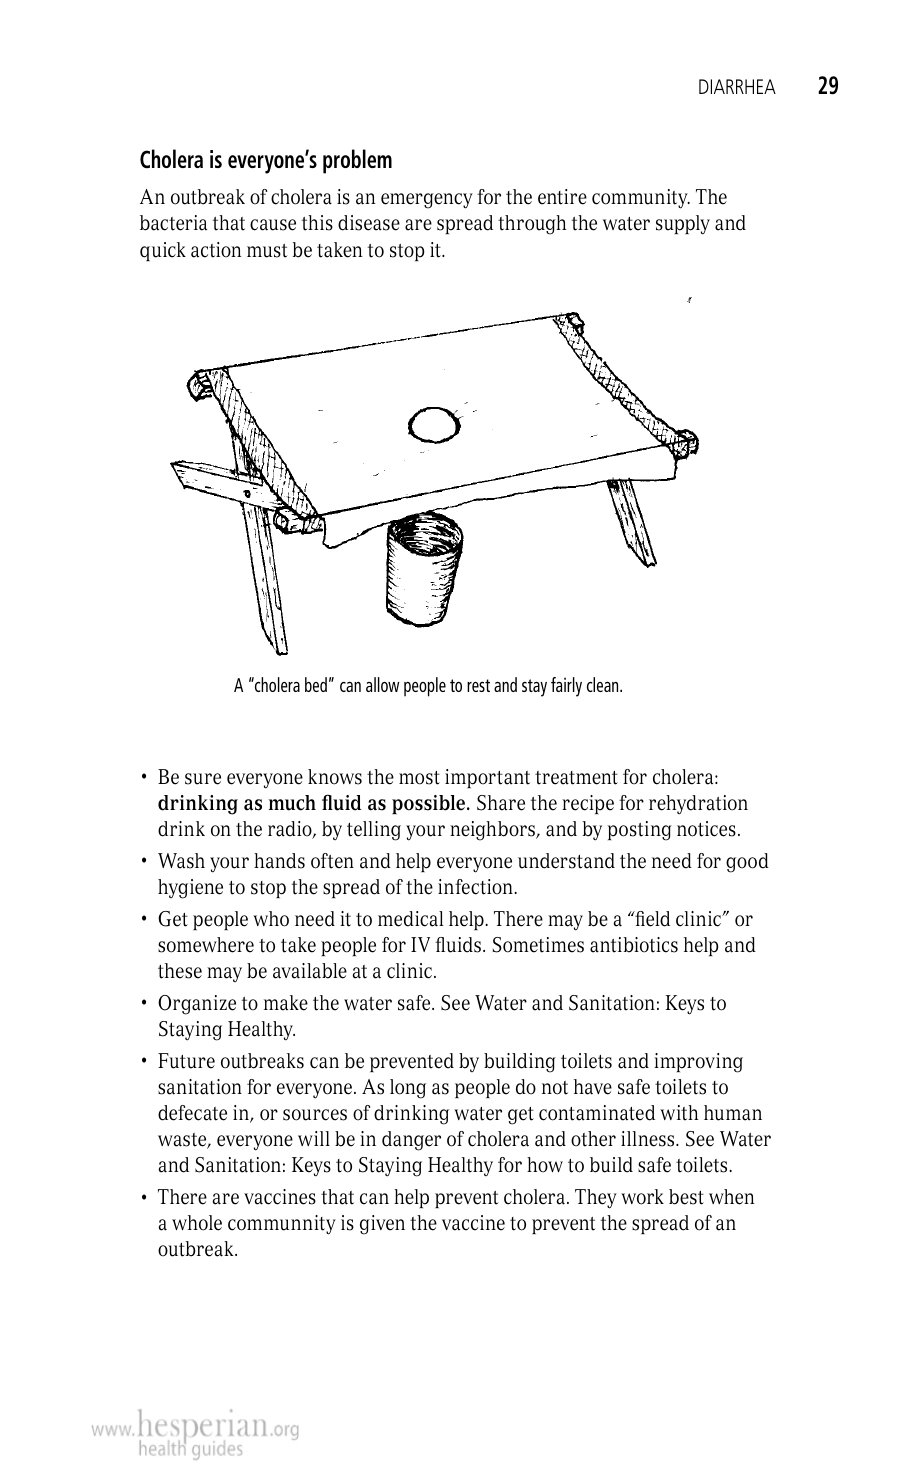 DIARRHEA 29
Cholera is everyone’s problem
An outbreak of cholera is an emergency for the entire community. The
bacteria that cause this disease are spread through the water supply and
quick action must be taken to stop it.
A “cholera bed” can allow people to rest and stay fairly clean.
• Be sure everyone knows the most important treatment for cholera:
drinking as much fluid as possible. Share the recipe for rehydration
drink on the radio, by telling your neighbors, and by posting notices.
• Wash your hands often and help everyone understand the need for good
hygiene to stop the spread of the infection.
• Get people who need it to medical help. There may be a “field clinic” or
somewhere to take people for IV fluids. Sometimes antibiotics help and
these may be available at a clinic.
• Organize to make the water safe. See Water and Sanitation: Keys to
Staying Healthy.
• Future outbreaks can be prevented by building toilets and improving
sanitation for everyone. As long as people do not have safe toilets to
defecate in, or sources of drinking water get contaminated with human
waste, everyone will be in danger of cholera and other illness. See Water
and Sanitation: Keys to Staying Healthy for how to build safe toilets.
• There are vaccines that can help prevent cholera. They work best when
a whole communnity is given the vaccine to prevent the spread of an
outbreak.
www.hesperian.org
health guides